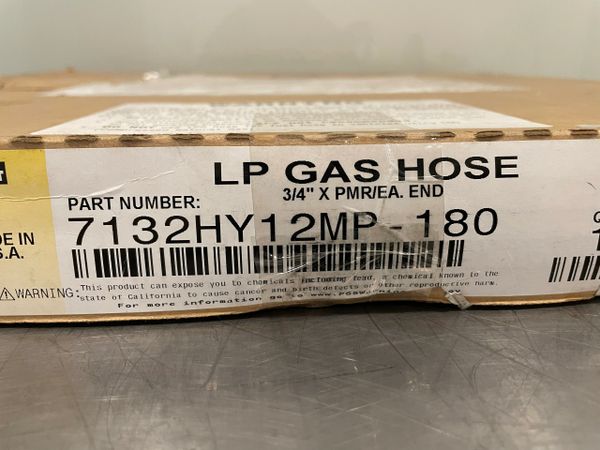 LP GAS HOSE
3/4" X PMR/EA. END
PART NUMBER:
7132HY12MP-180
DE IN
S.A.
WARNING:
This product can expose you to chemicals including lead, a chemical known to the
state of California to cause cancer and birth defects or other reproductive harm.
For more information go to